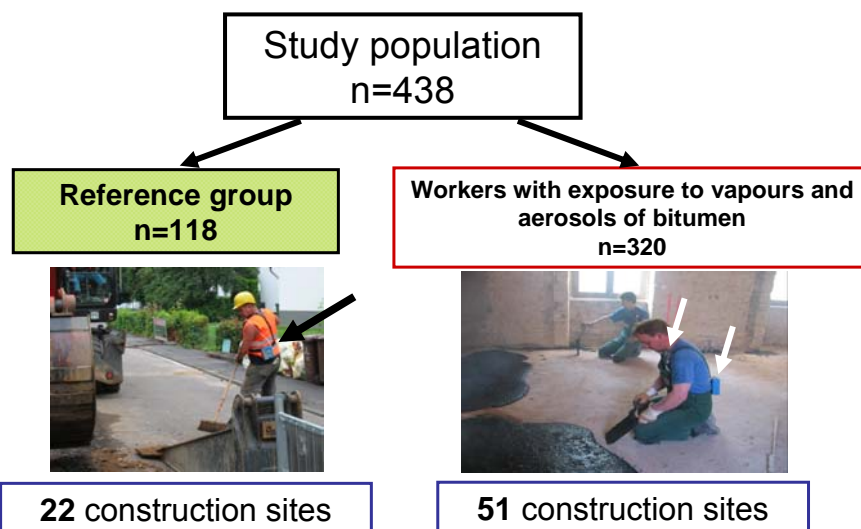 Study population
n=438
Reference group
n=118
Workers with exposure to vapours and
aerosols of bitumen
n=320
22 construction sites
51 construction sites